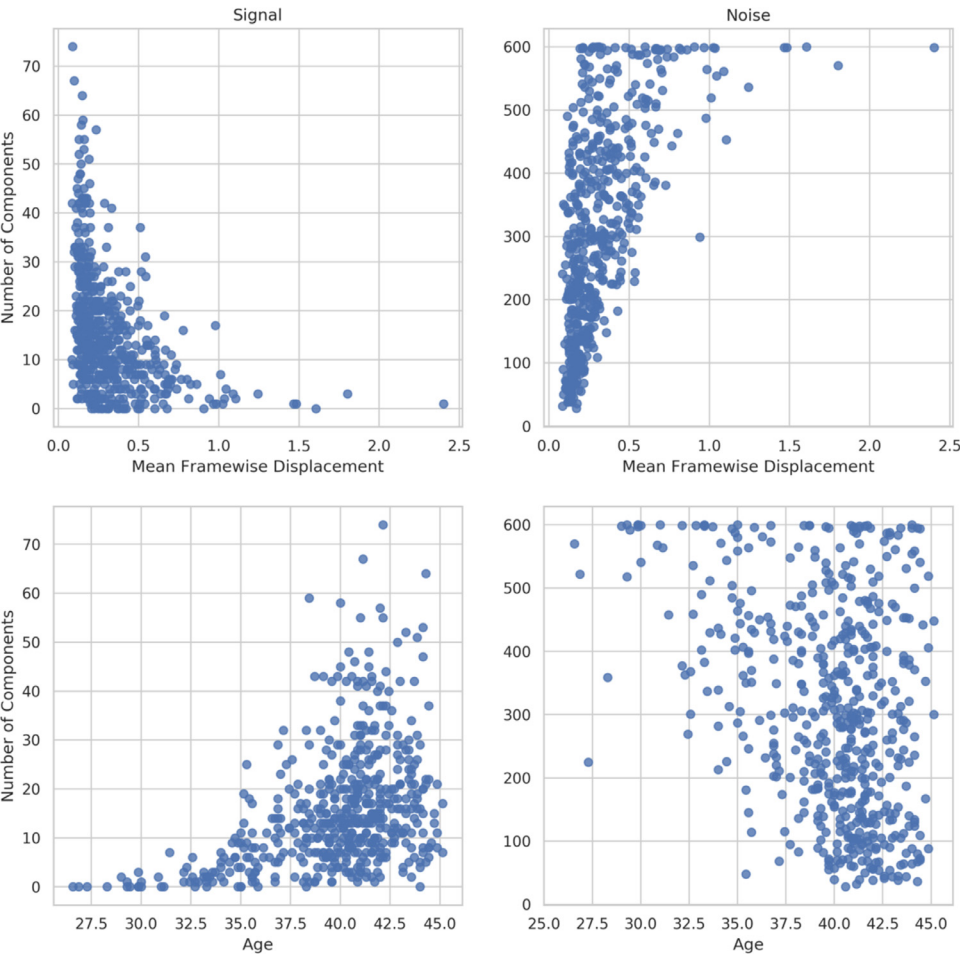 Signal
Noise
Number of Components
70
60
50
40
30
20
10
0
0.0 0.5 1.0 1.5 2.0 2.5
Mean Framewise Displacement
600
500
400
300
200
100
0
0.0 0.5 1.0 1.5 2.0 2.5
Mean Framewise Displacement
Number of Components
70
60
50
40
30
20
10
0
27.5 30.0 32.5 35.0 37.5 40.0 42.5 45.0
Age
600
500
400
300
200
100
0
25.0 27.5 30.0 32.5 35.0 37.5 40.0 42.5 45.0
Age